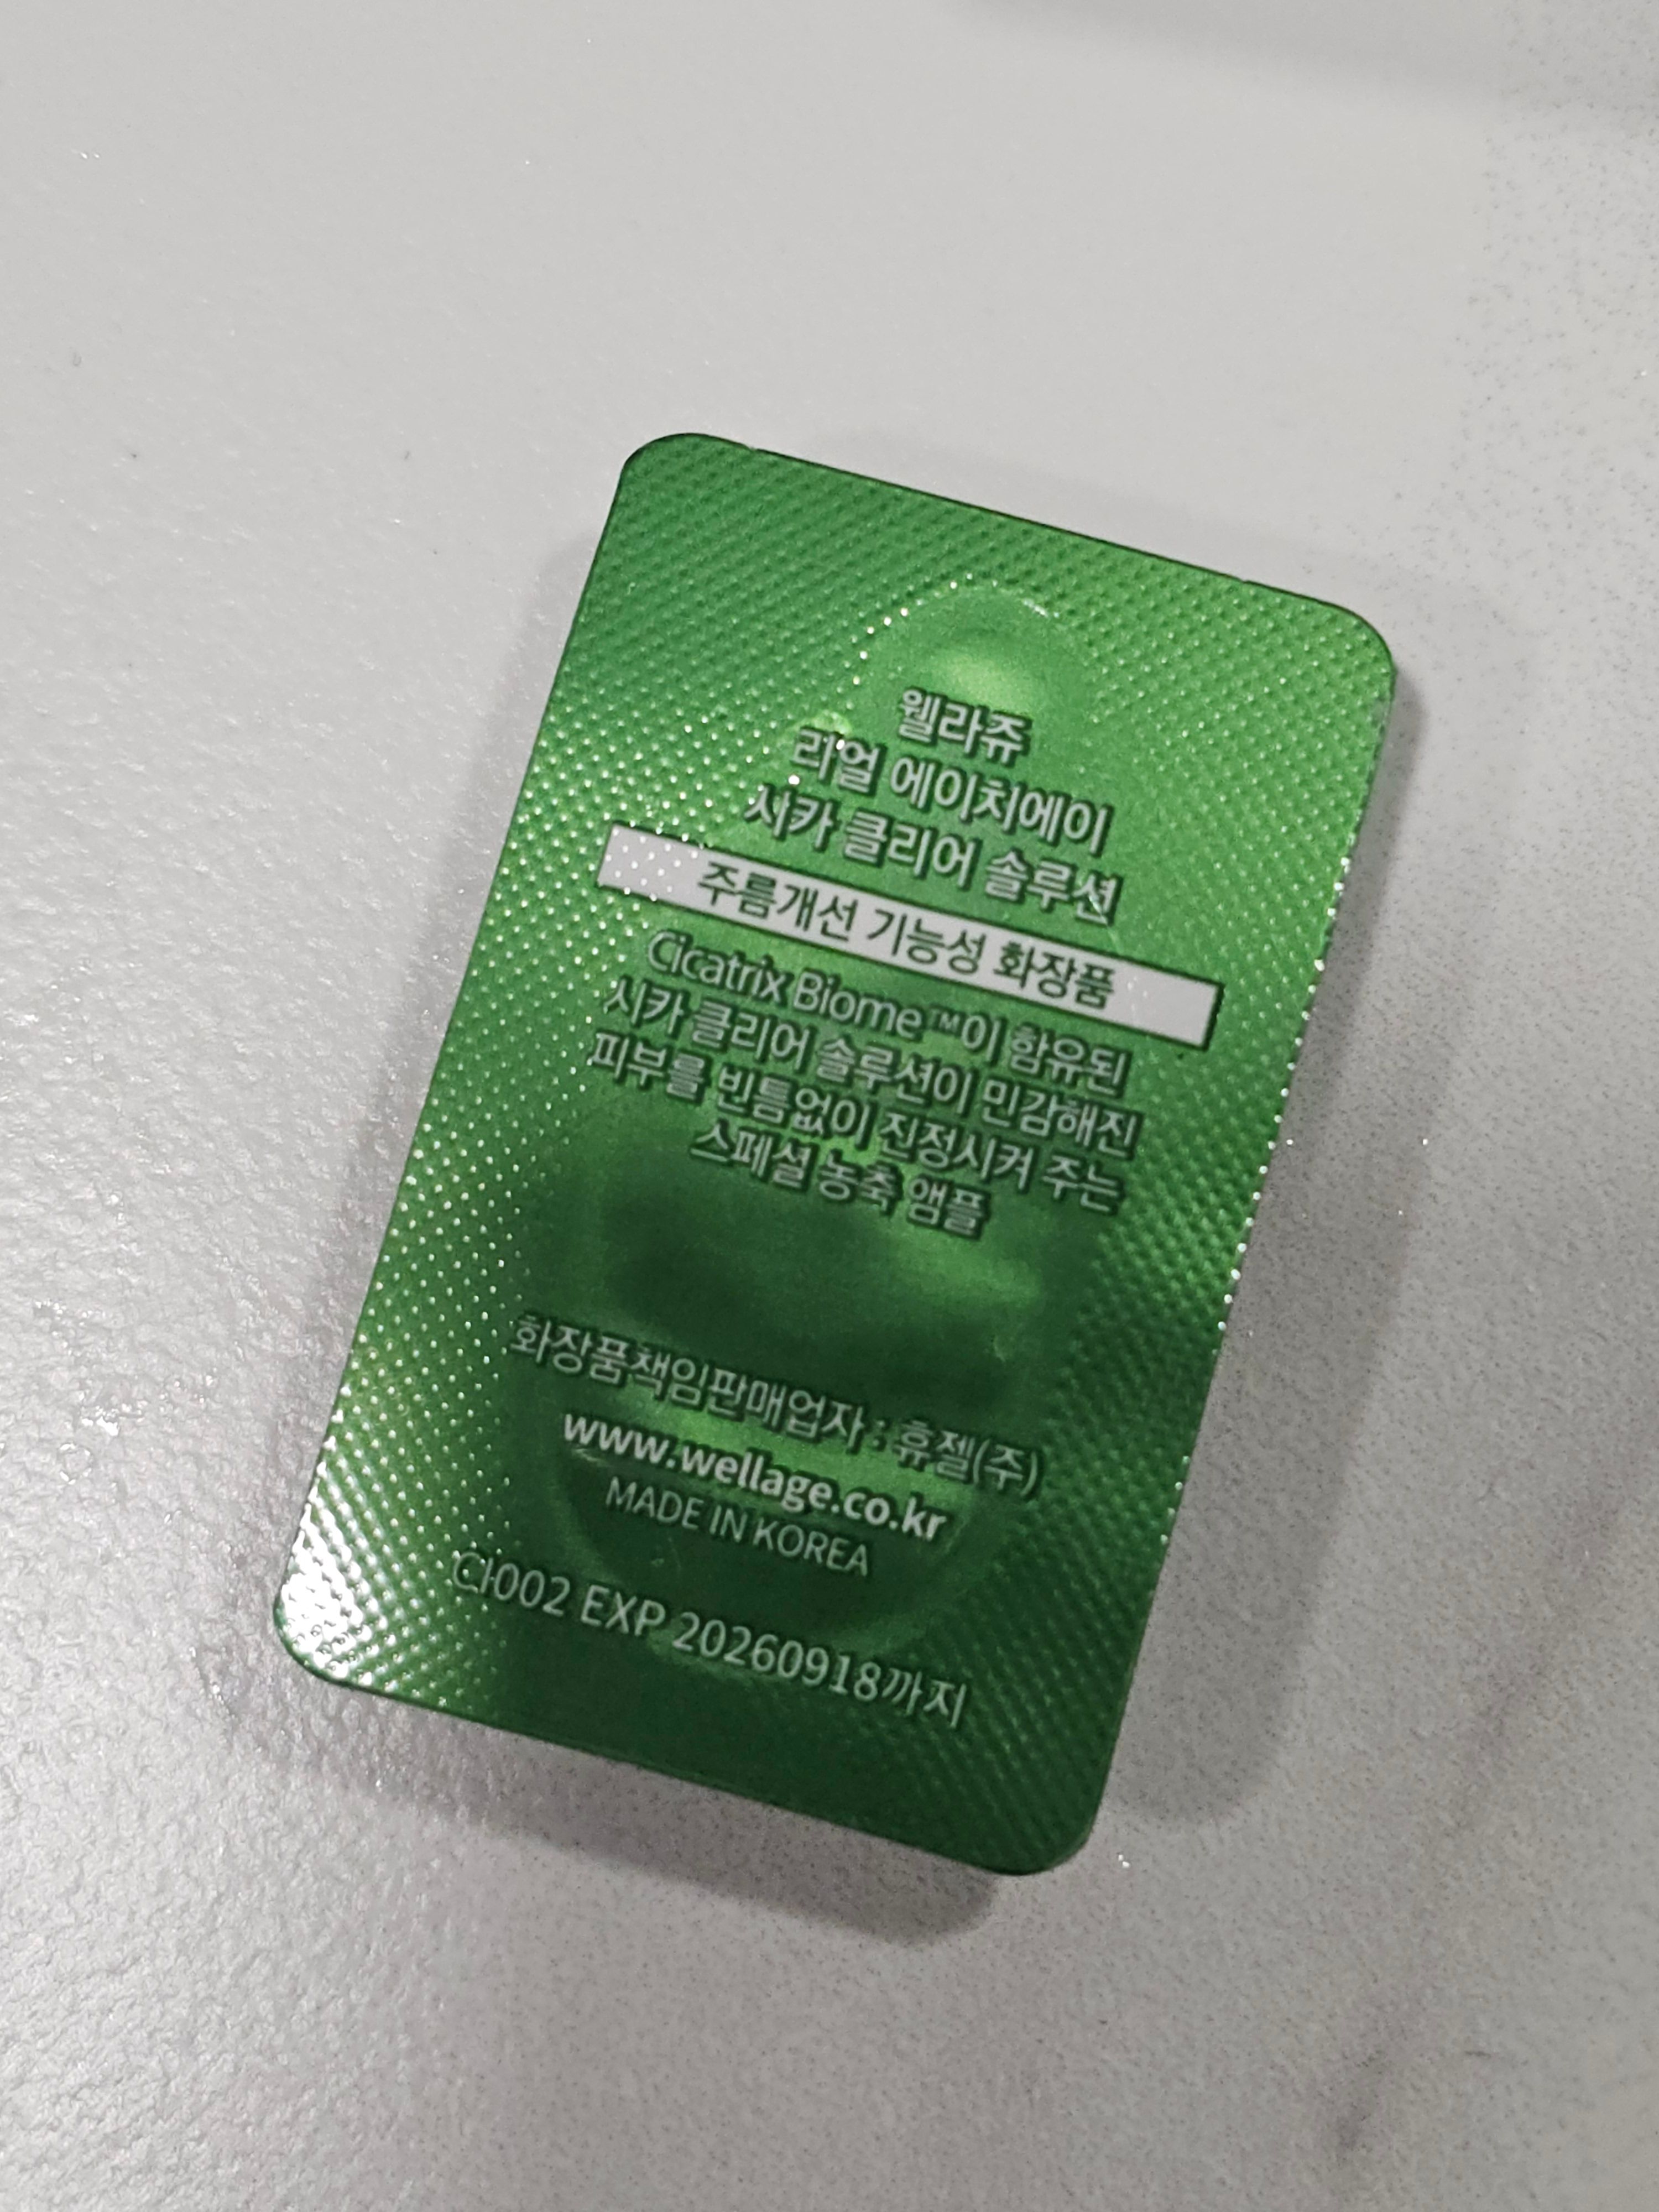 웰라쥬
리얼 에이치에이
시카 클리어 솔루션
주름개선 기능성 화장품
Cicatrix Biome™이 함유된
시카 클리어 솔루션이 민감해진
피부를 빈틈없이 진정시켜 주는
스페셜 농축 앰플
화장품책임판매업자 : 휴젤(주)
www.wellage.co.kr
MADE IN KOREA
CI002 EXP 20260918까지